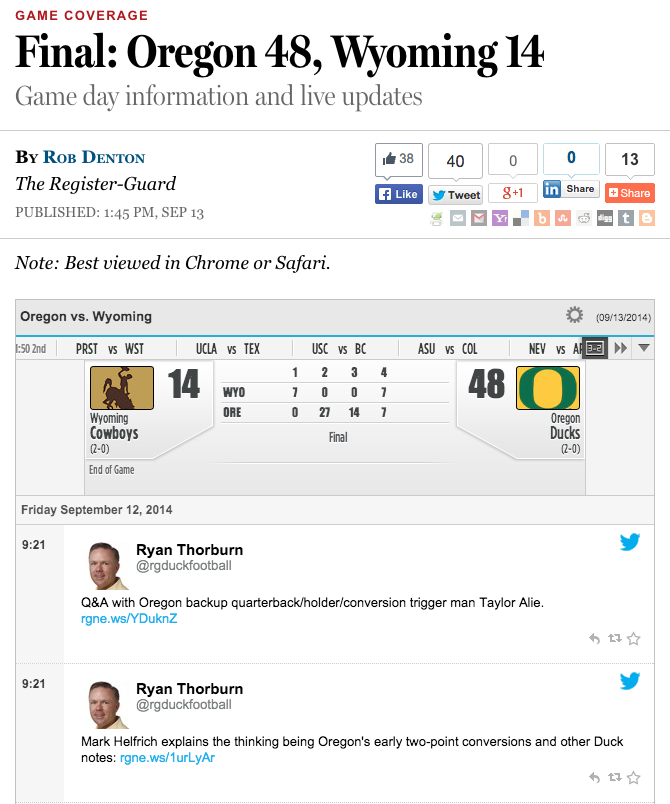 GAME COVERAGE
Final: Oregon 48, Wyoming 14
Game day information and live updates
By Rob Denton
The Register-Guard
PUBLISHED: 1:45 PM, SEP 13
38
Like
40
Tweet
0
g+1
0
in Share
13
Share
Note: Best viewed in Chrome or Safari.
Oregon vs. Wyoming
(09/13/2014)
1:50 2nd PRST vs WST UCLA vs TEX USC vs BC ASU vs COL NEV vs AR 3-2
14
Wyoming
Cowboys
(2-0)
1 2 3 4
WYO 7 0 0 7
ORE 0 27 14 7
Final
48
Oregon
Ducks
(2-0)
End of Game
Friday September 12, 2014
9:21
Ryan Thorburn
@rgduckfootball
Q&A with Oregon backup quarterback/holder/conversion trigger man Taylor Alie.
rgne.ws/YDuknZ
9:21
Ryan Thorburn
@rgduckfootball
Mark Helfrich explains the thinking being Oregon's early two-point conversions and other Duck
notes: rgne.ws/1urLyAr